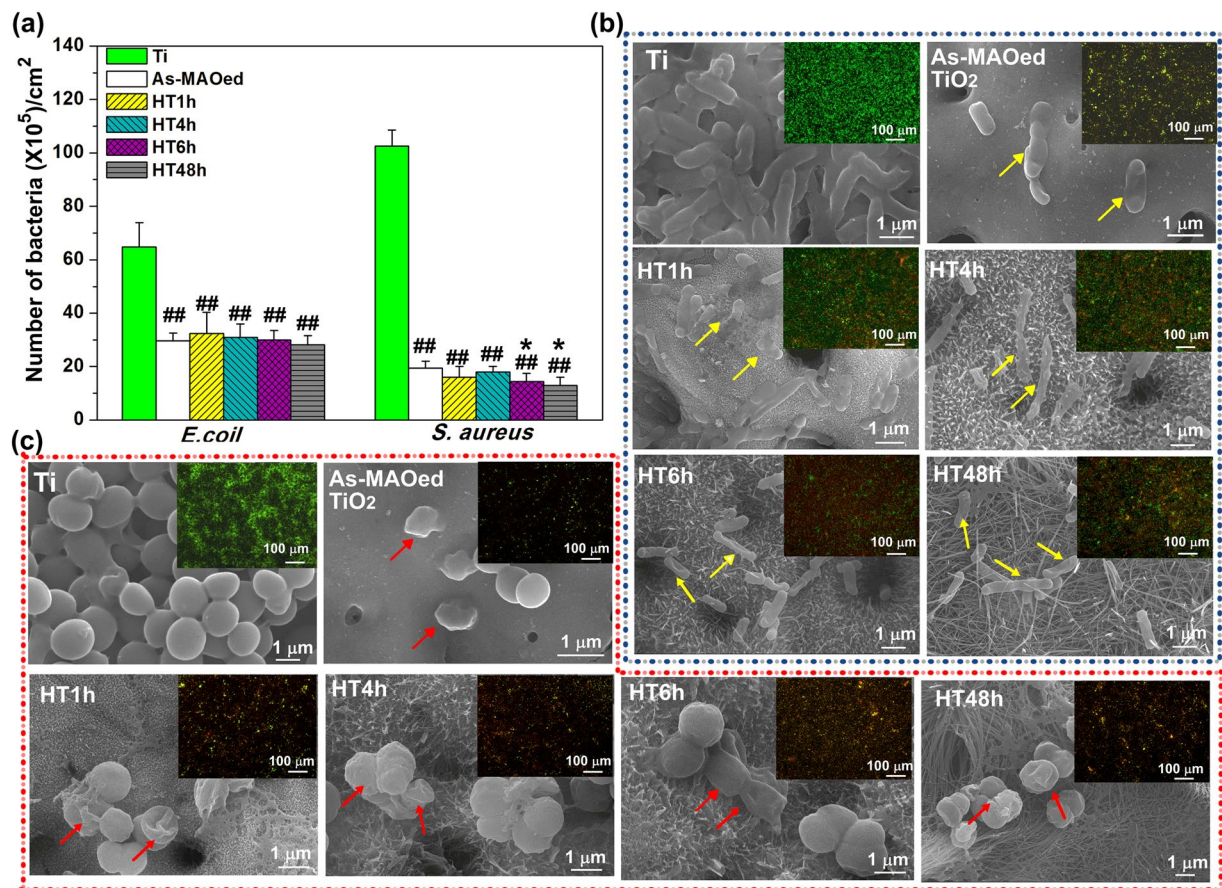 (a)
Number of bacteria (X10⁵)/cm²
140
120
100
80
60
40
20
0
Ti
As-MAOed
HT1h
HT4h
HT6h
HT48h
##
##
##
##
##
##
##
##
*
##
*
##
E.coil
S. aureus
(b)
Ti
100 μm
1 μm
As-MAOed
TiO₂
100 μm
1 μm
HT1h
100 μm
1 μm
HT4h
100 μm
1 μm
HT6h
100 μm
1 μm
HT48h
100 μm
1 μm
(c)
Ti
100 μm
1 μm
As-MAOed
TiO₂
100 μm
1 μm
HT1h
100 μm
1 μm
HT4h
100 μm
1 μm
HT6h
100 μm
1 μm
HT48h
100 μm
1 μm